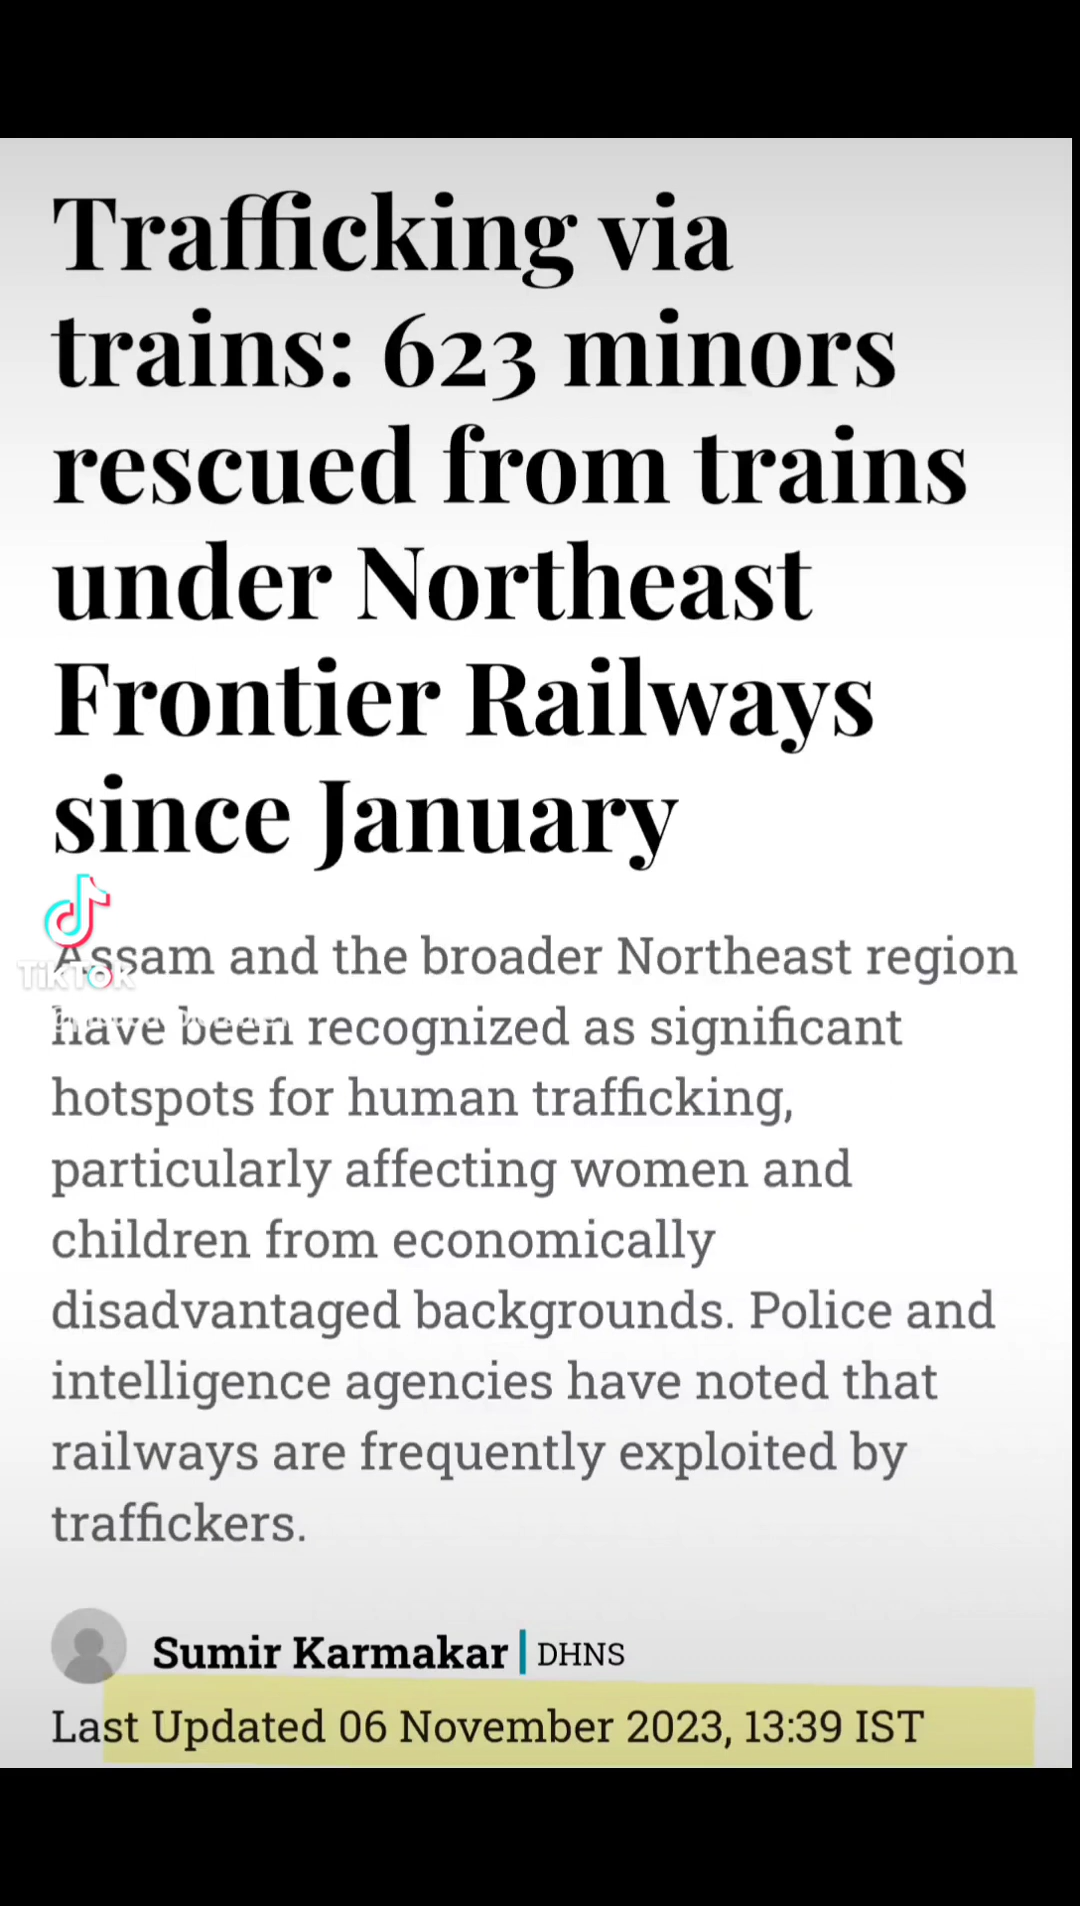 Trafficking via
trains: 623 minors
rescued from trains
under Northeast
Frontier Railways
since January
TikTok
Assam and the broader Northeast region
have been recognized as significant
hotspots for human trafficking,
particularly affecting women and
children from economically
disadvantaged backgrounds. Police and
intelligence agencies have noted that
railways are frequently exploited by
traffickers.
Sumir Karmakar | DHNS
Last Updated 06 November 2023, 13:39 IST